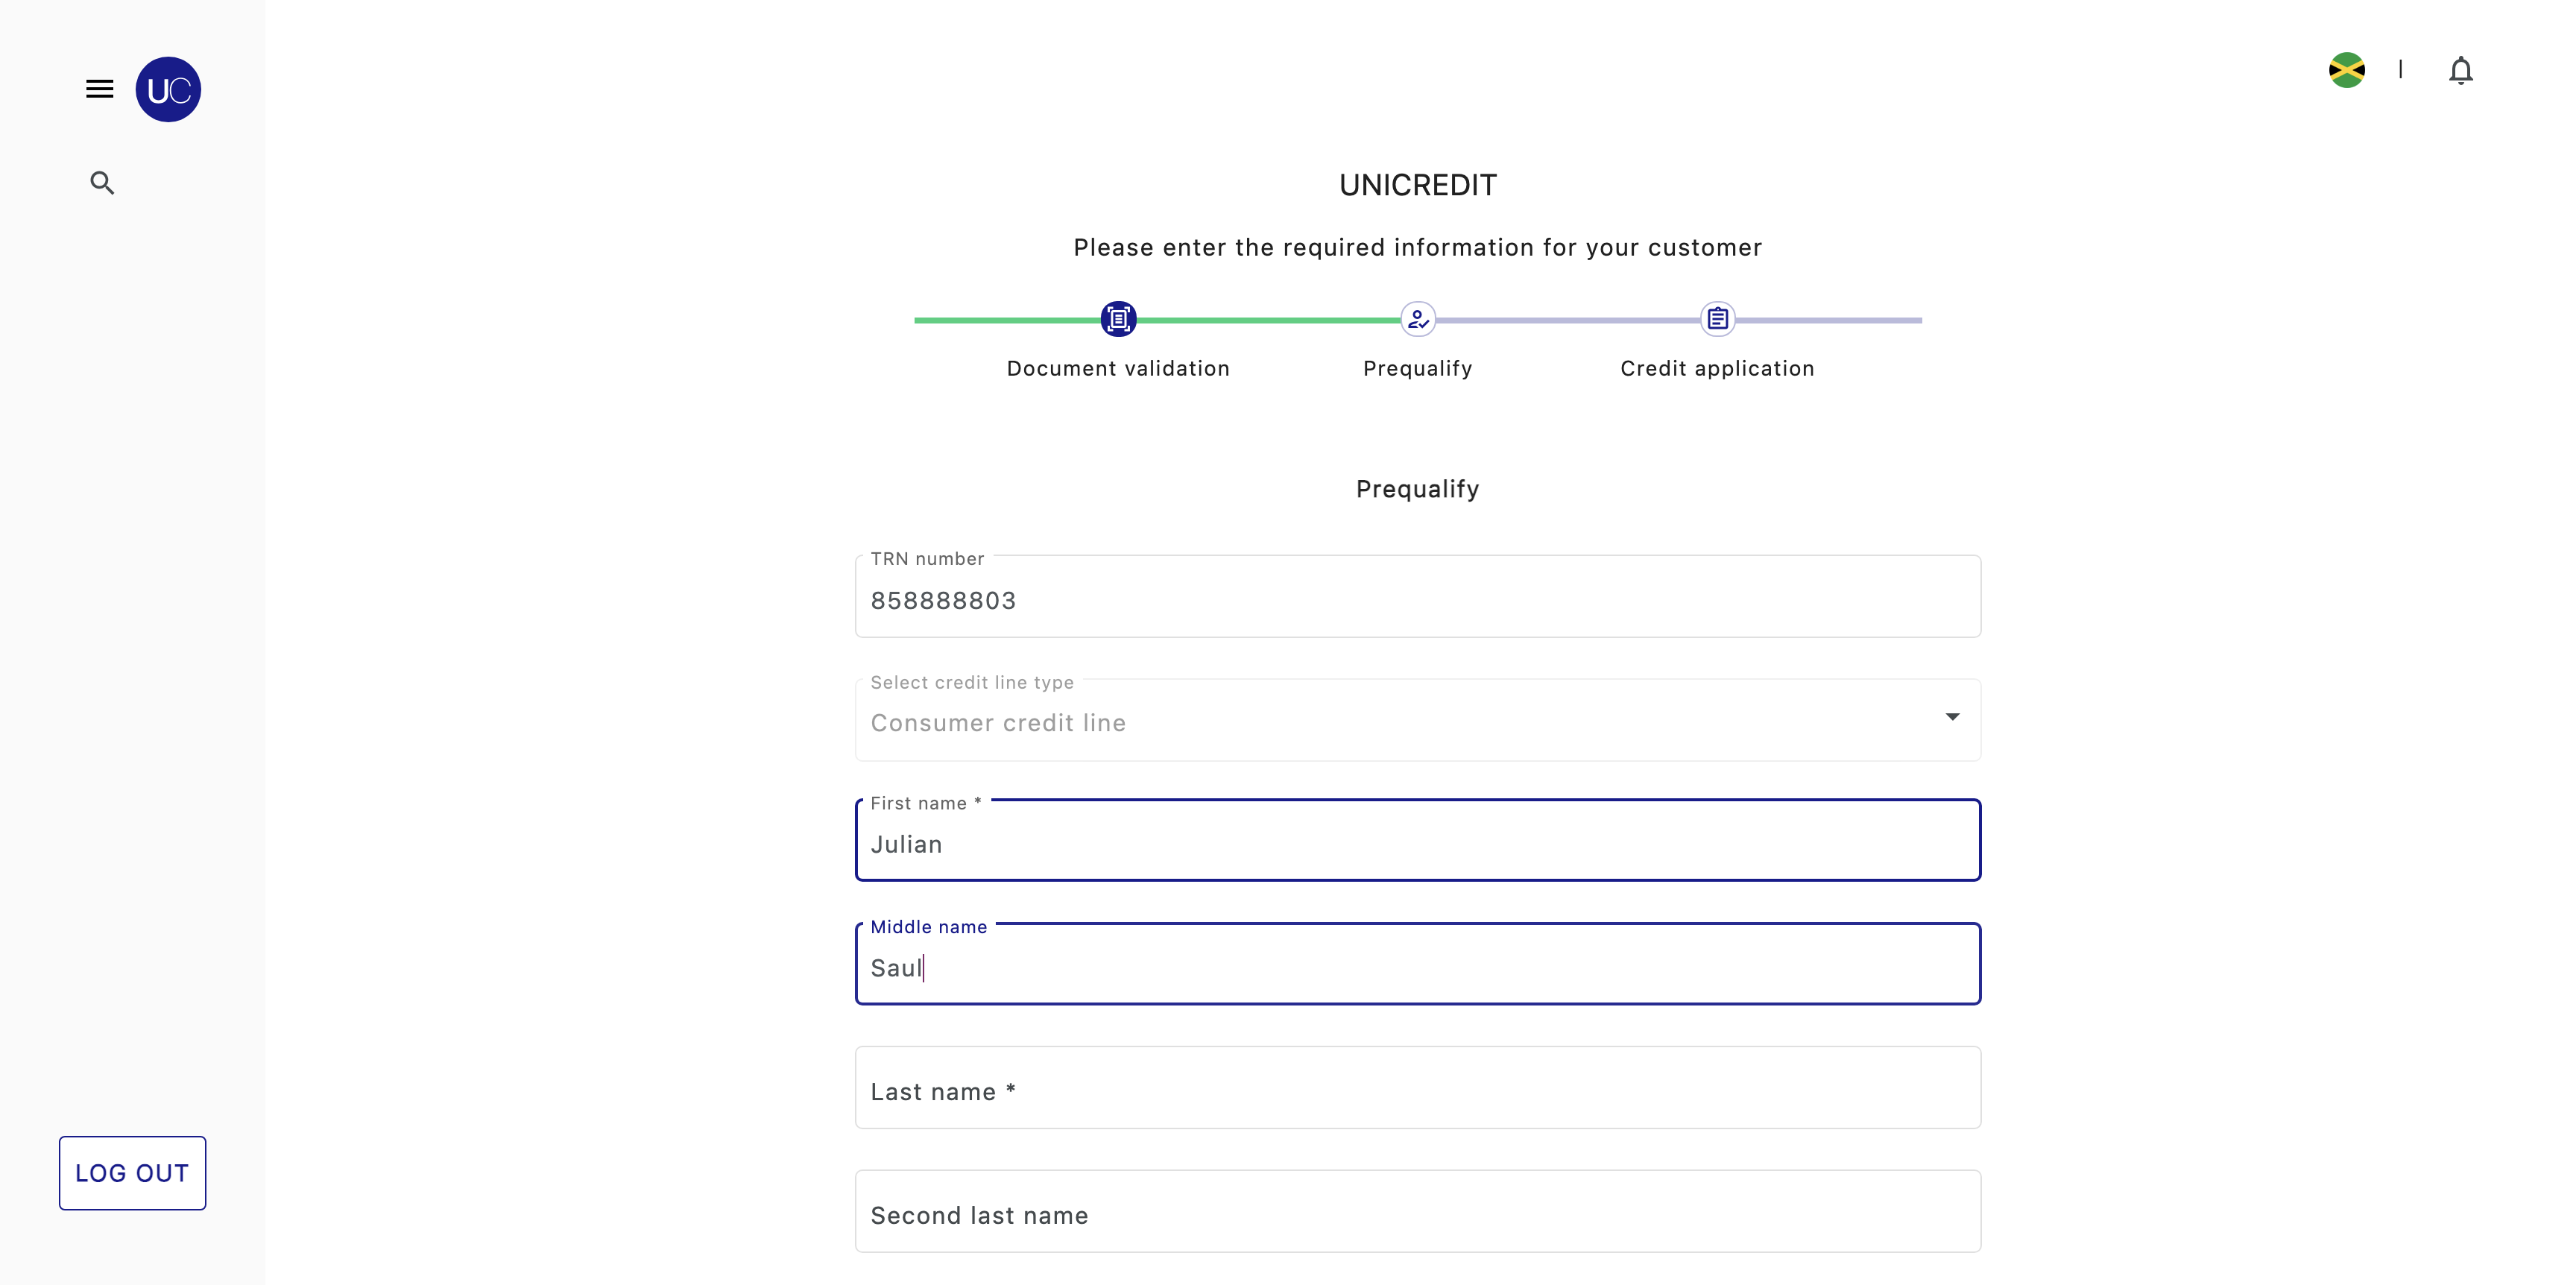 UC
UNICREDIT
Please enter the required information for your customer
Document validation
Prequalify
Credit application
Prequalify
TRN number
858888803
Select credit line type
Consumer credit line
First name *
Julian
Middle name
Saul
Last name *
Second last name
LOG OUT